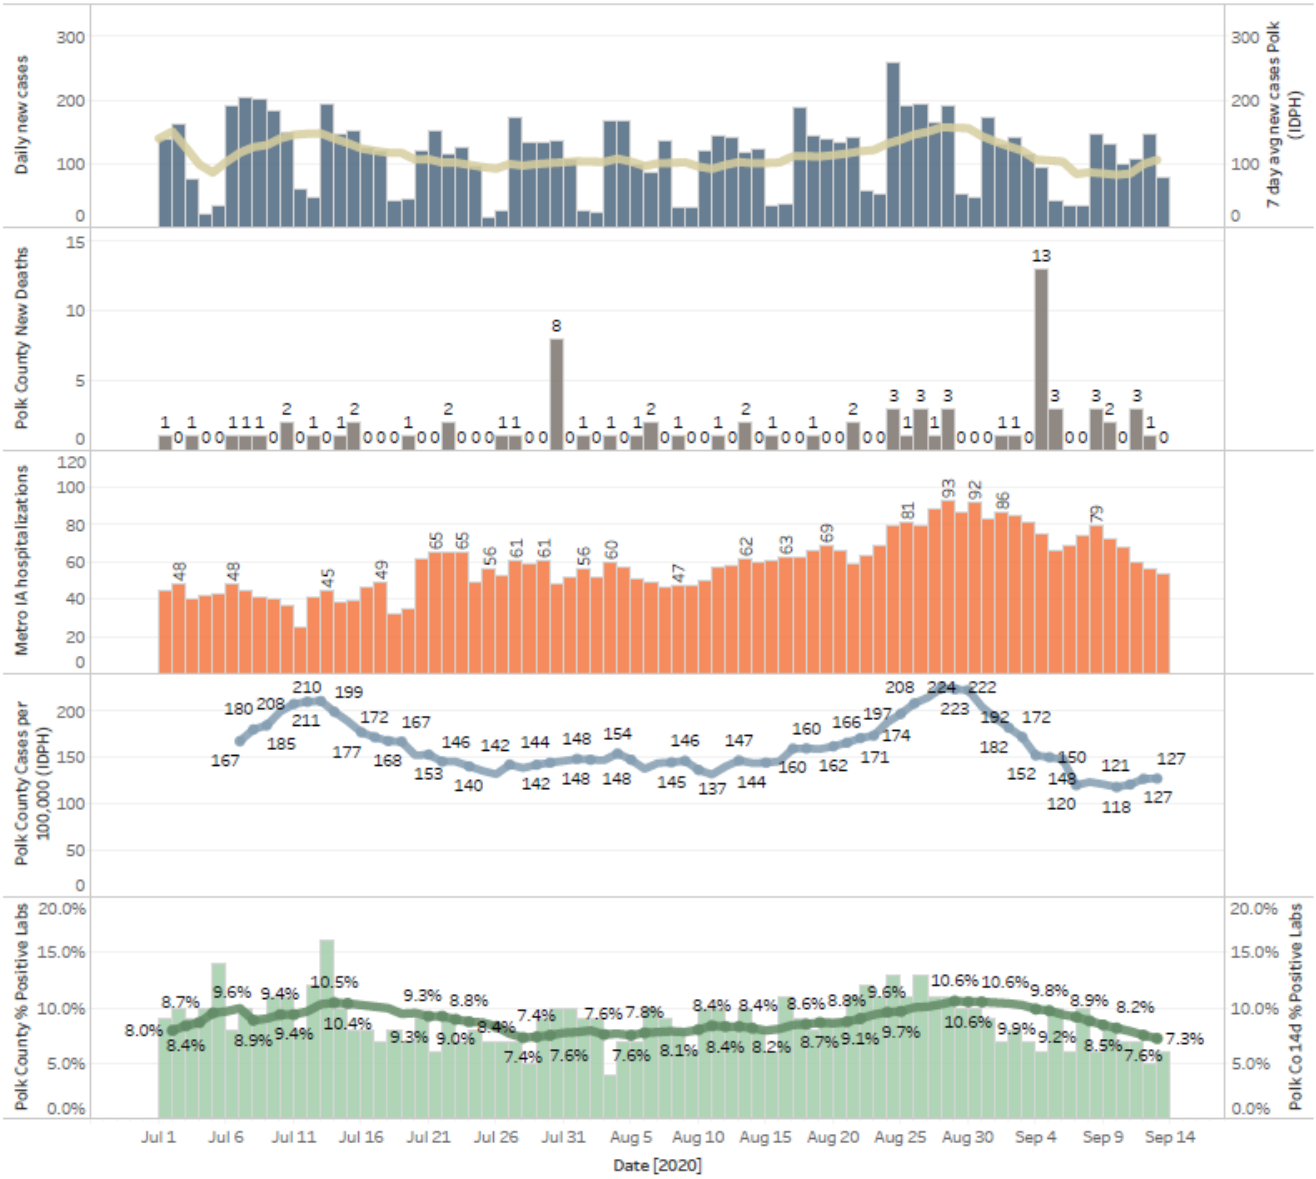 Daily new cases
300
200
100
0
300
200
100
0
7 day avg new cases Polk
(IDPH)
Polk County New Deaths
15
10
5
0
1 0 1 0 0 1 1 1 0 2 0 1 0 1 2 0 0 0 1 0 0 2 0 0 0 1 1 0 0 8 0 1 0 1 0 1 2 0 1 0 0 1 0 2 0 1 0 0 1 0 0 2 0 0 3 1 3 1 3 0 0 0 1 1 0 13 3 0 0 3 2 0 3 1 0
Metro IA hospitalizations
120
100
80
60
40
20
0
48 48 45 49 65 65 56 61 61 56 60 47 62 63 69 81 93 92 86 79
Polk County Cases per
100,000 (IDPH)
200
150
100
50
0
167 180 185 208 210 211 199 177 172 168 167 153 146 140 142 144 142 148 148 154 148 146 145 137 147 144 160 160 162 166 171 197 174 208 224 223 222 192 182 172 152 149 150 120 121 118 127 127
Polk County % Positive Labs
20.0%
15.0%
10.0%
5.0%
0.0%
8.0% 8.7% 8.4% 9.6% 8.9% 9.4% 9.4% 10.5% 10.4% 9.3% 9.3% 9.0% 8.8% 8.4% 7.4% 7.4% 7.6% 7.6% 7.6% 7.8% 8.1% 8.4% 8.4% 8.4% 8.2% 8.6% 8.7% 8.8% 9.1% 9.6% 9.7% 10.6% 10.6% 10.6% 9.9% 9.8% 9.2% 8.9% 8.5% 8.2% 7.6% 7.3%
20.0%
15.0%
10.0%
5.0%
0.0%
Polk Co 14d % Positive Labs
Jul 1 Jul 6 Jul 11 Jul 16 Jul 21 Jul 26 Jul 31 Aug 5 Aug 10 Aug 15 Aug 20 Aug 25 Aug 30 Sep 4 Sep 9 Sep 14
Date [2020]